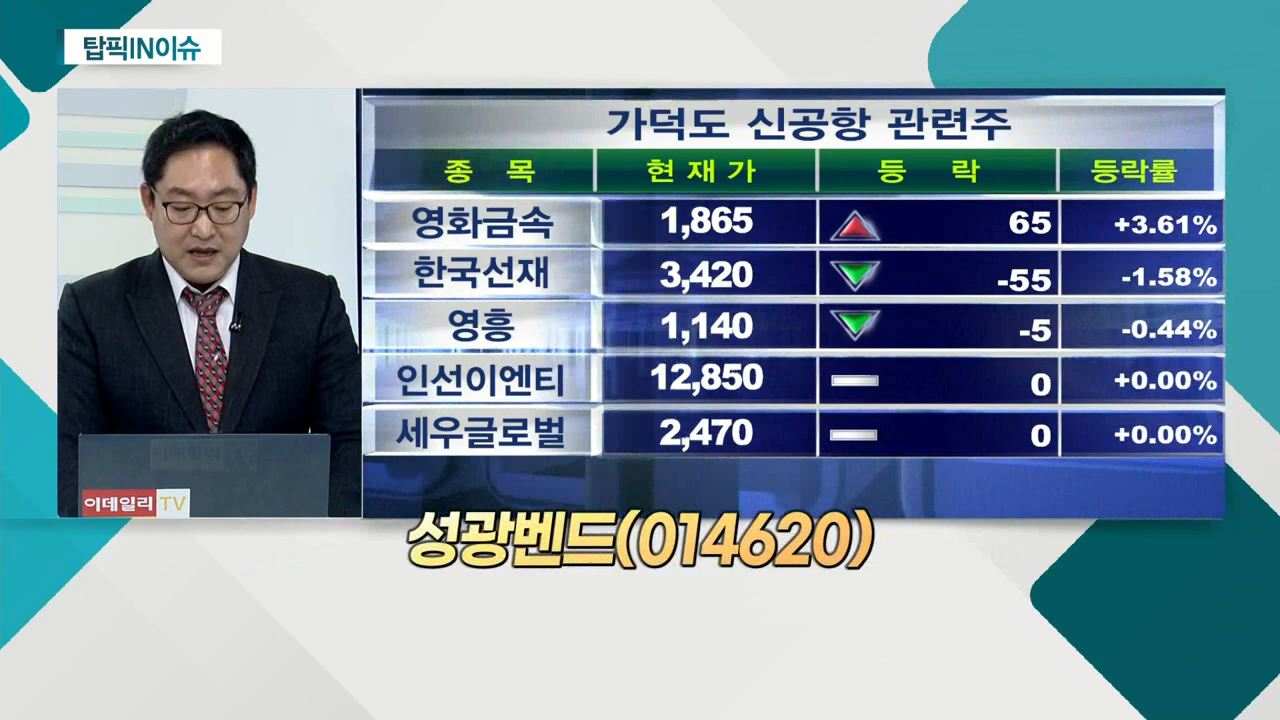 탑픽IN이슈
가덕도 신공항 관련주
종 목 현 재 가 등 락 등락률
영화금속 1,865 65 +3.61%
한국선재 3,420 -55 -1.58%
영흥 1,140 -5 -0.44%
인선이엔티 12,850 0 +0.00%
세우글로벌 2,470 0 +0.00%
이데일리 TV
성광벤드(014620)